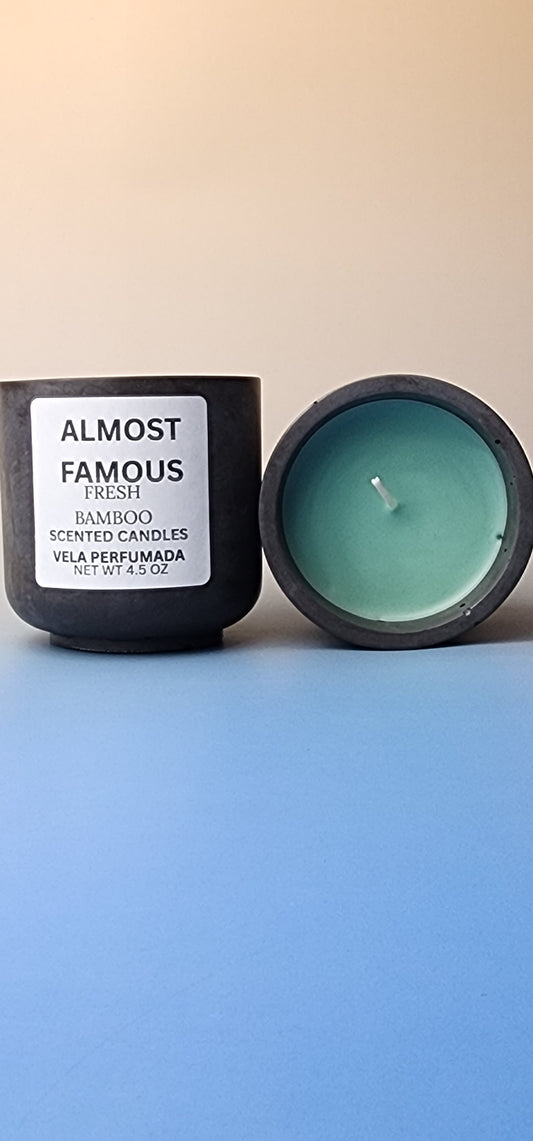 ALMOST
FAMOUS
FRESH
BAMBOO
SCENTED CANDLES
VELA PERFUMADA
NET WT 4.5 OZ